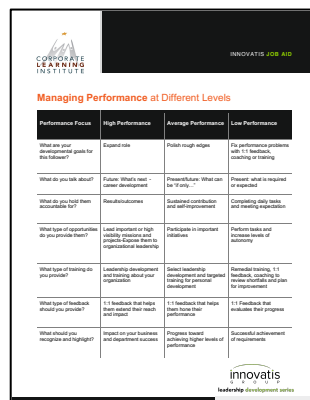 CORPORATE
LEARNING
INSTITUTE
INNOVATIS JOB AID
Managing Performance at Different Levels
Performance Focus
High Performance
Average Performance
Low Performance
What are your
developmental goals for
this follower?
Expand role
Polish rough edges
Fix performance problems
with 1:1 feedback,
coaching or training
What do you talk about?
Future: What's next -
career development
Present/future: What can
be "if only…"
Present: what is required
or expected
What do you hold them
accountable for?
Results/outcomes
Sustained contribution
and self-improvement
Completing daily tasks
and meeting expectation
What type of opportunities
do you provide them?
Lead important or high
visibility missions and
projects-Expose them to
organizational leadership
Participate in important
initiatives
Perform tasks and
increase levels of
autonomy
What type of training do
you provide?
Leadership development
and training about your
organization
Select leadership
development and targeted
training for personal
development
Remedial training, 1:1
feedback, coaching to
review shortfalls and plan
for improvement
What type of feedback
should you provide?
1:1 feedback that helps
them extend their reach
and impact
1:1 feedback that helps
them hone their
performance
1:1 Feedback that
evaluates their progress
What should you
recognize and highlight?
Impact on your business
and department success
Progress toward
achieving higher levels of
performance
Successful achievement
of requirements
innovatis
GROUP
leadership development series